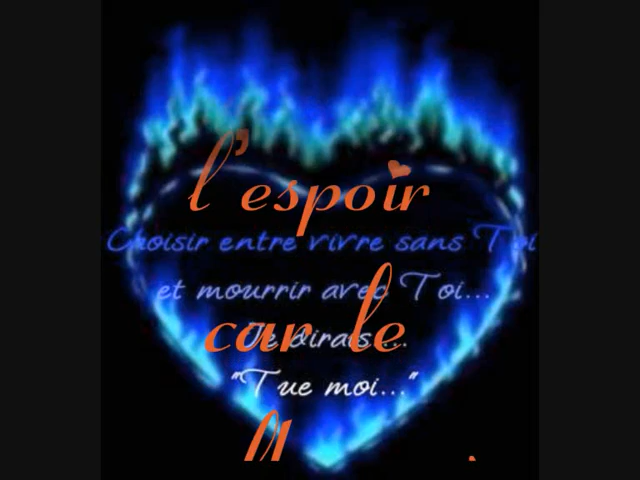 l'espoir
Choisir entre vivre sans Toi
et mourrir avec Toi...
car le
Je dirais...
"Tue moi..."